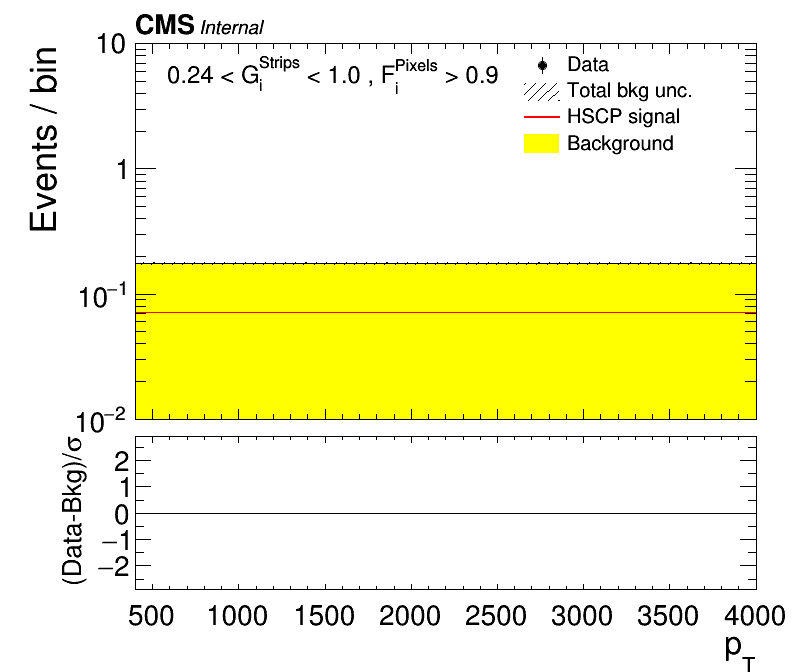 CMS Internal
Events / bin
10
1
10⁻¹
10⁻²
0.24 < G_i^Strips < 1.0 , F_i^Pixels > 0.9
Data
Total bkg unc.
HSCP signal
Background
(Data-Bkg)/σ
2
1
0
−1
−2
500 1000 1500 2000 2500 3000 3500 4000
p_T